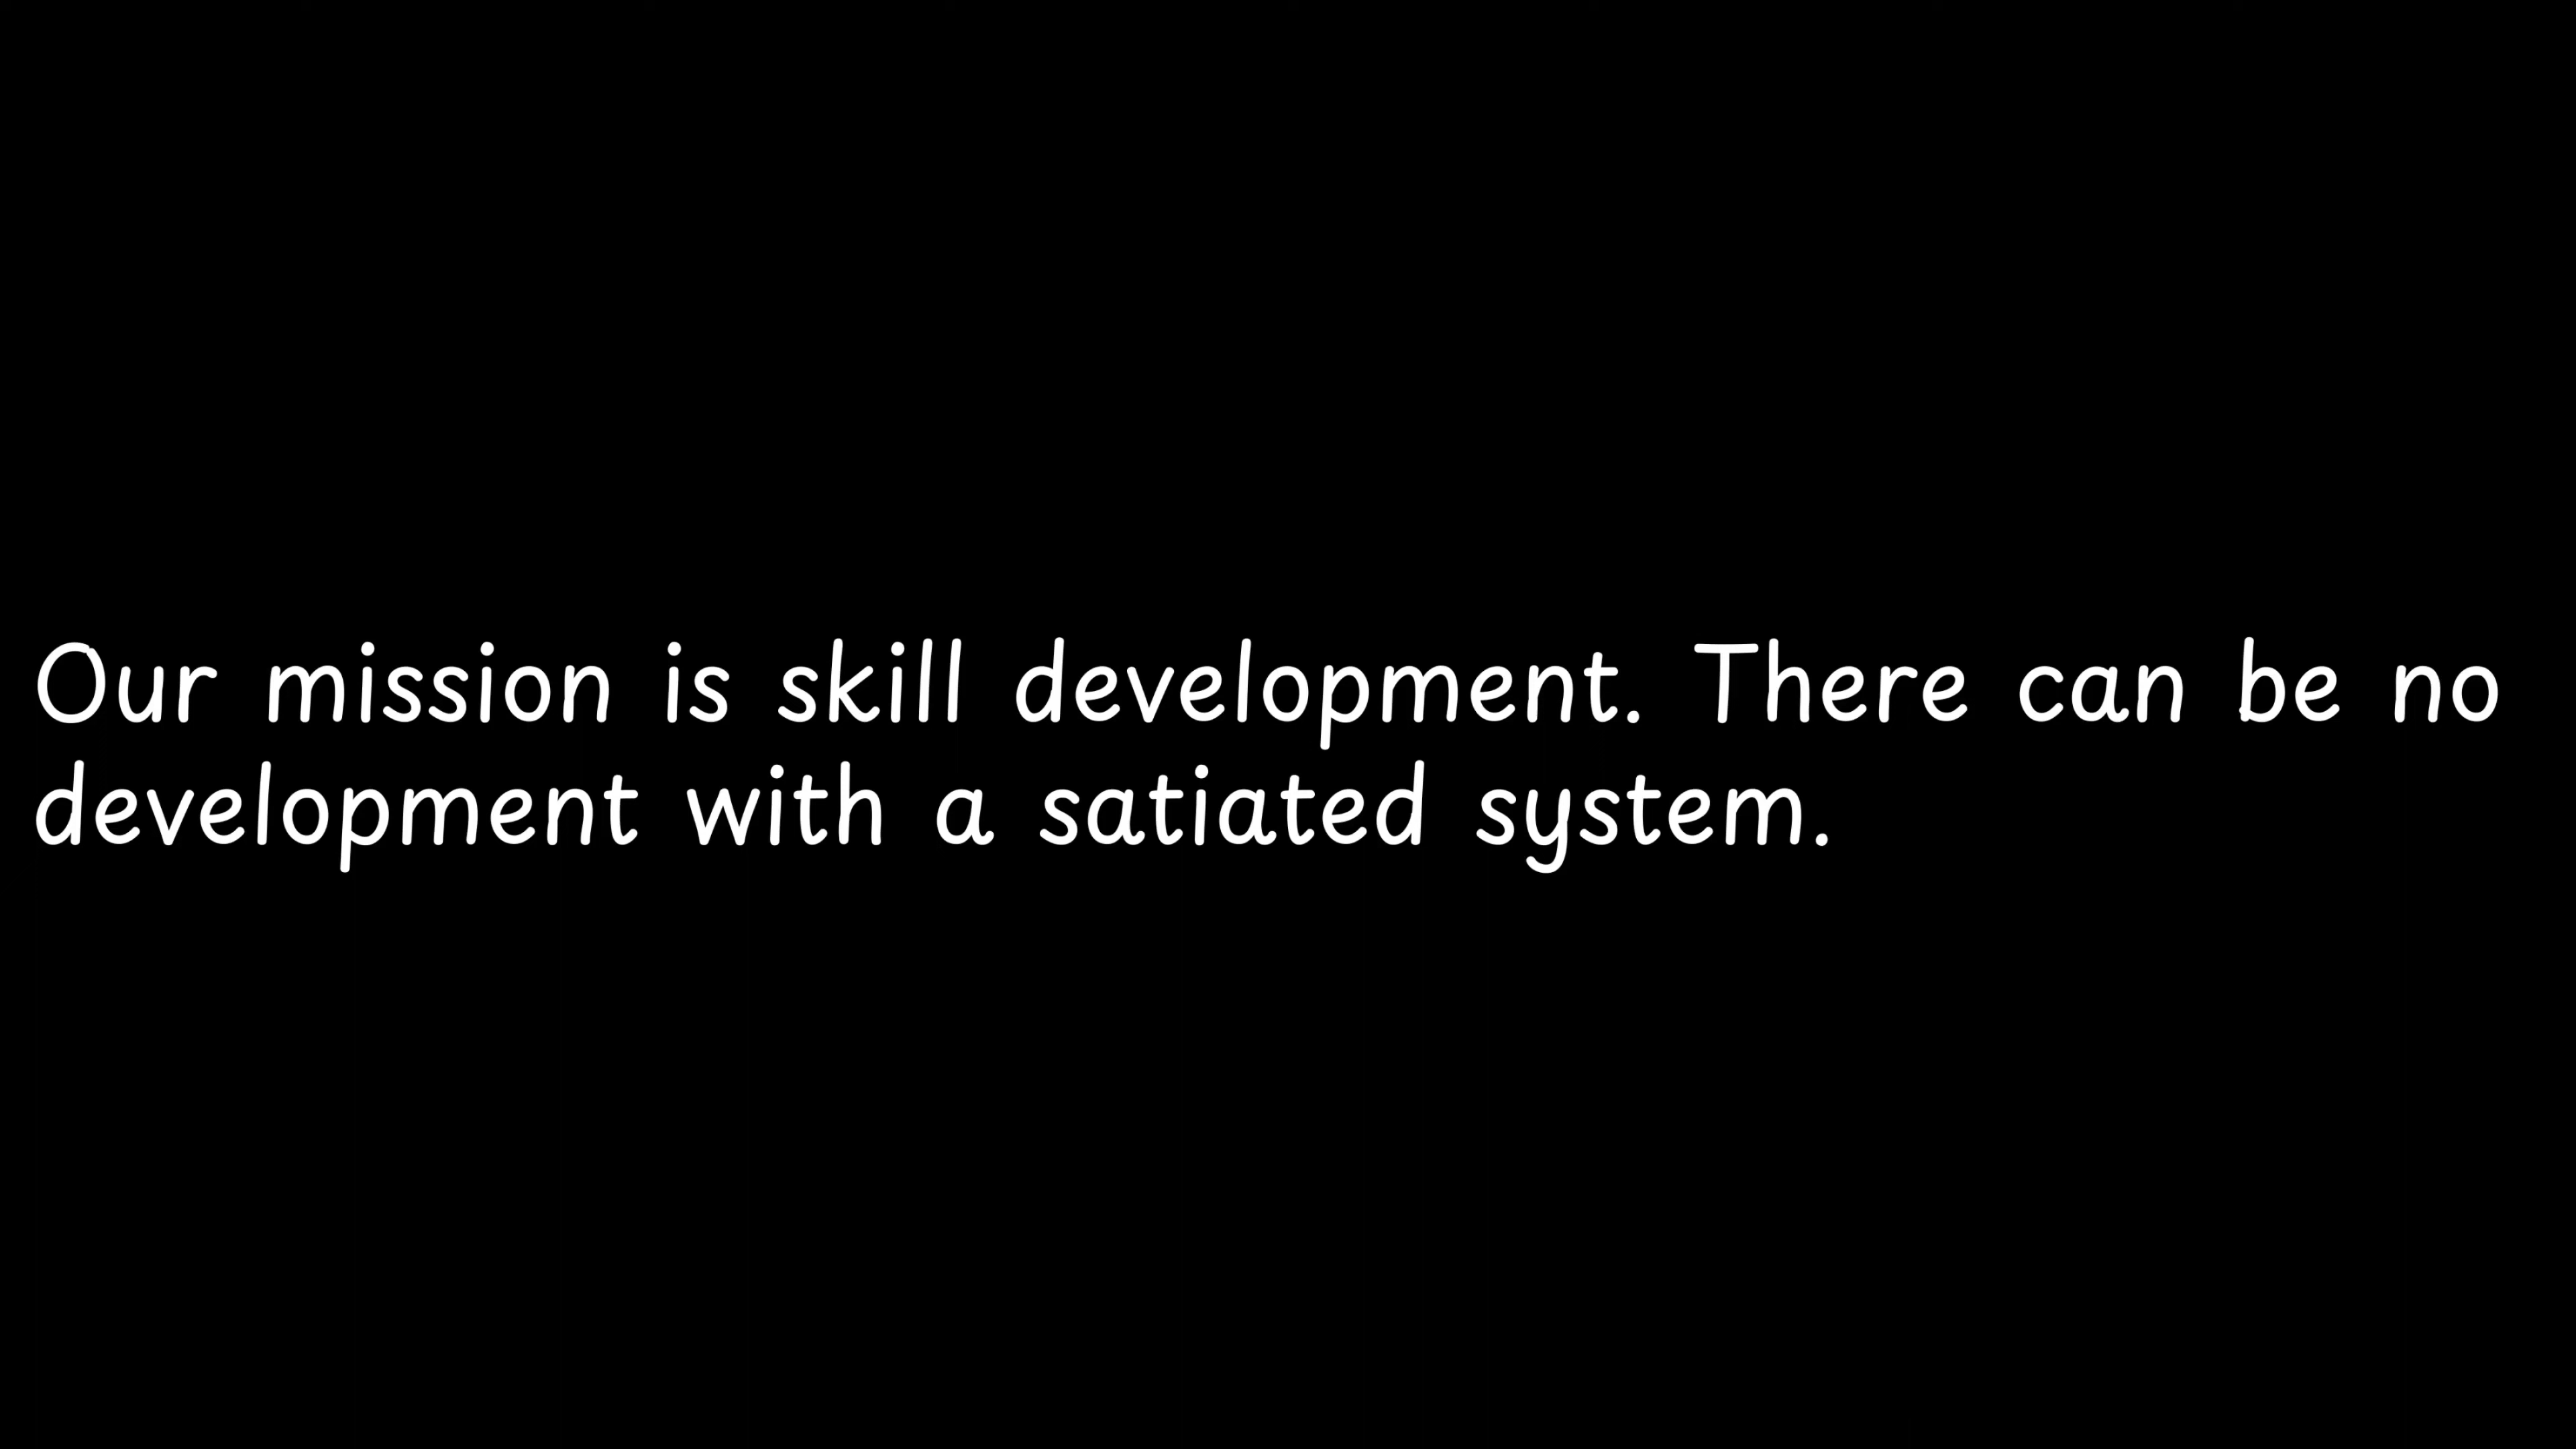 Our mission is skill development. There can be no
development with a satiated system.